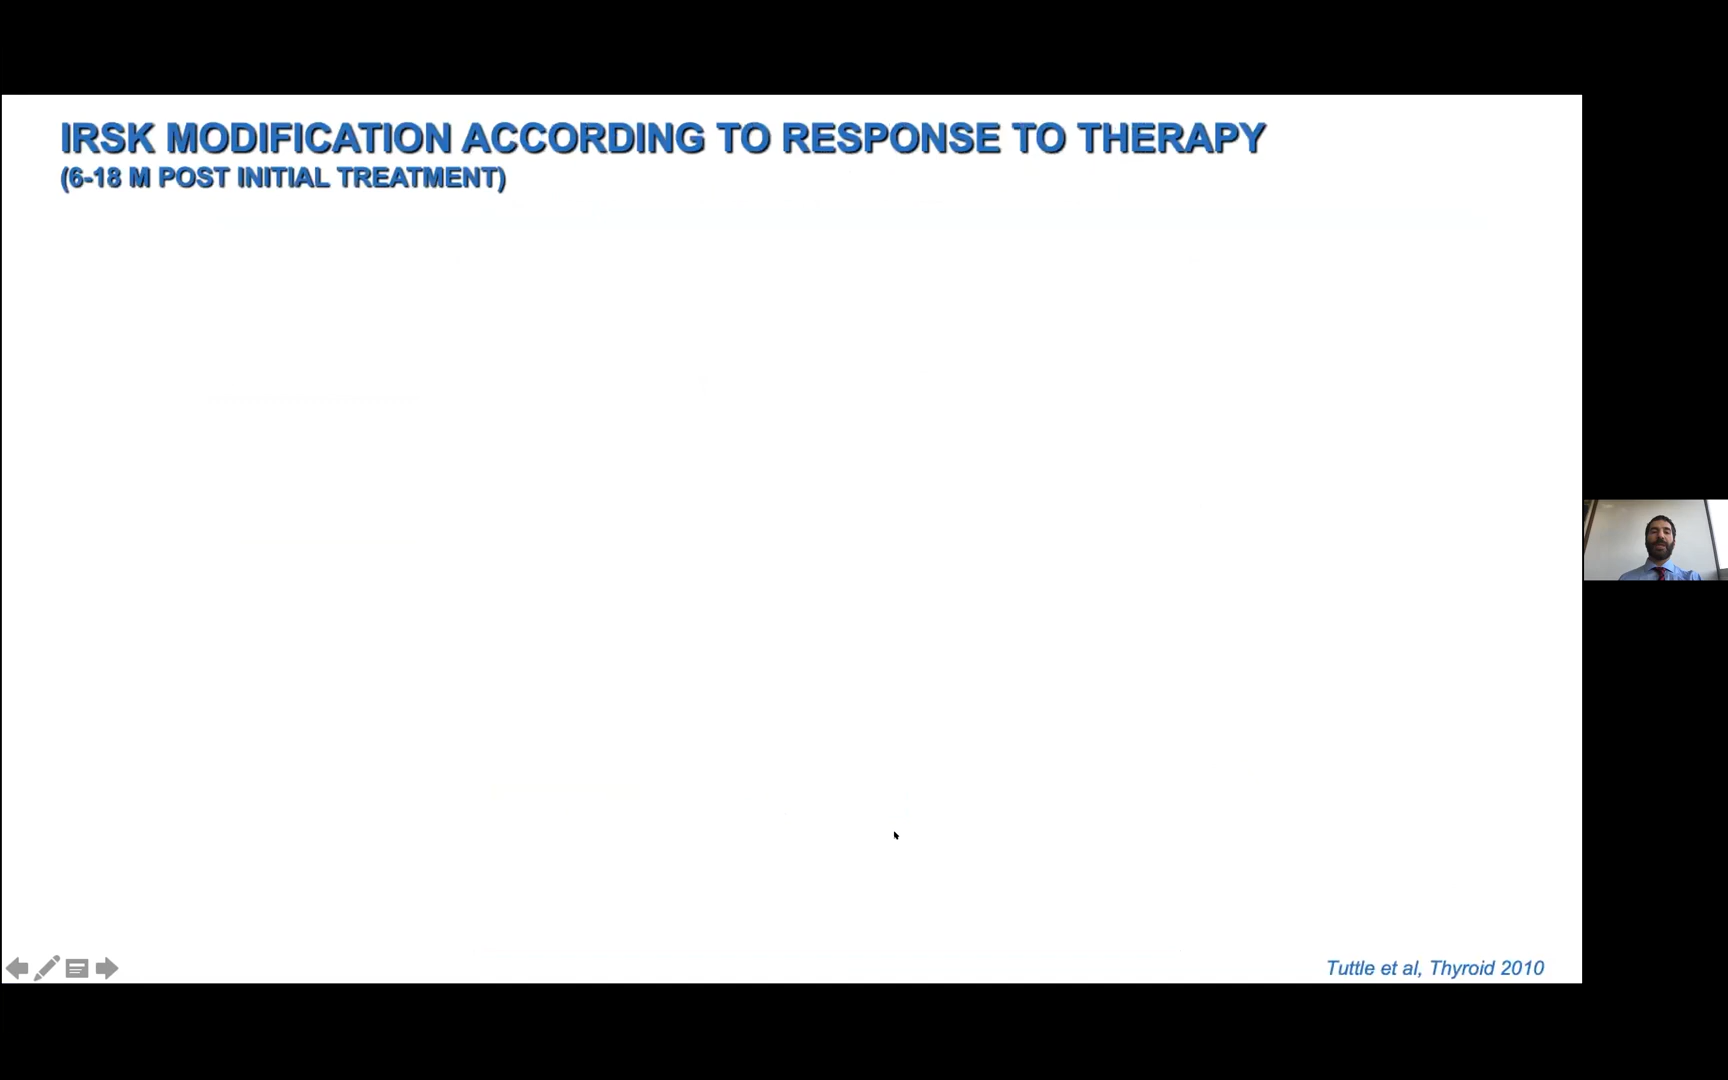 IRSK MODIFICATION ACCORDING TO RESPONSE TO THERAPY
(6-18 M POST INITIAL TREATMENT)
Tuttle et al, Thyroid 2010